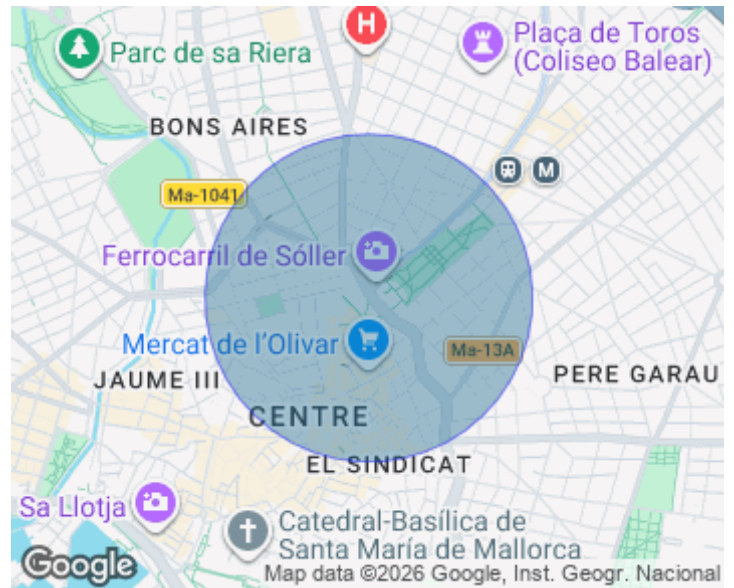 H
Plaça de Toros
(Coliseo Balear)
Parc de sa Riera
BONS AIRES
M
Ma-1041
Ferrocarril de Sóller
Mercat de l'Olivar
Ma-13A
JAUME III
PERE GARAU
CENTRE
EL SINDICAT
Sa Llotja
Catedral-Basílica de
Santa María de Mallorca
Google
Map data ©2026 Google, Inst. Geogr. Nacional